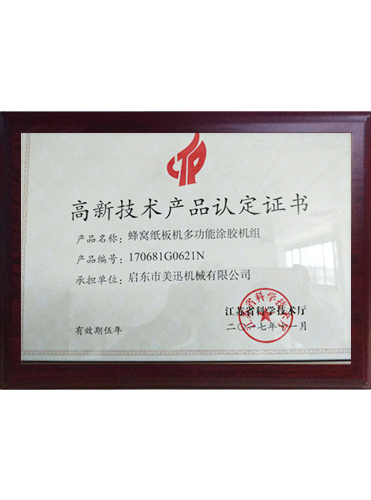 高新技术产品认定证书
产品名称：蜂窝纸板机多功能涂胶机组
产品编号：170681G0621N
承担单位：启东市美迅机械有限公司
江苏省科学技术厅
有效期伍年
二〇一七年十一月